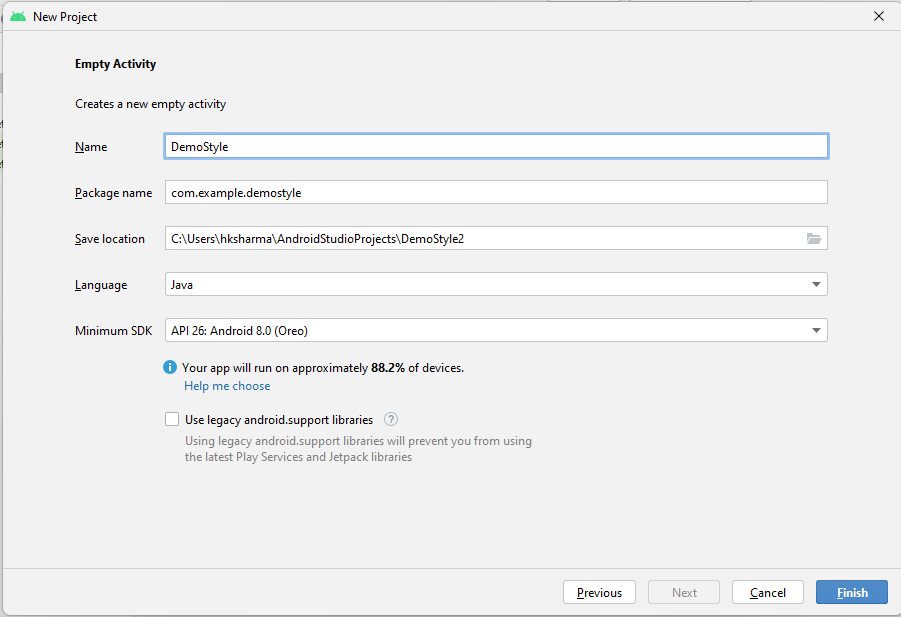 New Project
Empty Activity
Creates a new empty activity
Name DemoStyle
Package name com.example.demostyle
Save location C:\Users\hksharma\AndroidStudioProjects\DemoStyle2
Language Java
Minimum SDK API 26: Android 8.0 (Oreo)
Your app will run on approximately 88.2% of devices.
Help me choose
Use legacy android.support libraries ?
Using legacy android.support libraries will prevent you from using
the latest Play Services and Jetpack libraries
Previous Next Cancel Finish